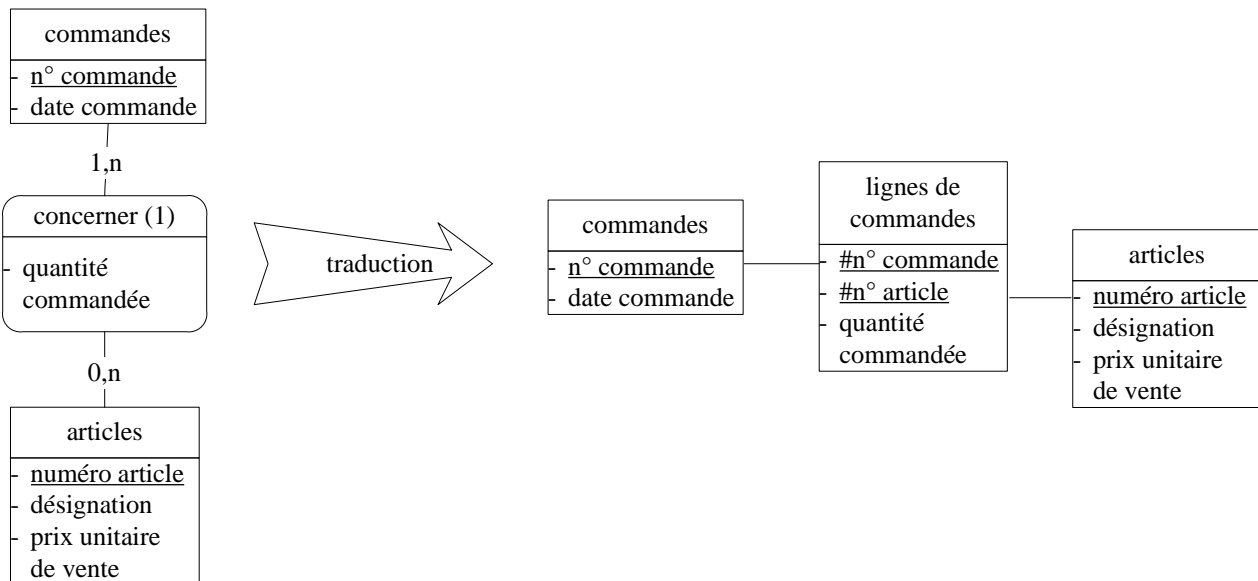 commandes
- n° commande
- date commande
1,n
concerner (1)
- quantité
commandée
0,n
articles
- numéro article
- désignation
- prix unitaire
de vente
traduction
commandes
- n° commande
- date commande
lignes de
commandes
- #n° commande
- #n° article
- quantité
commandée
articles
- numéro article
- désignation
- prix unitaire
de vente